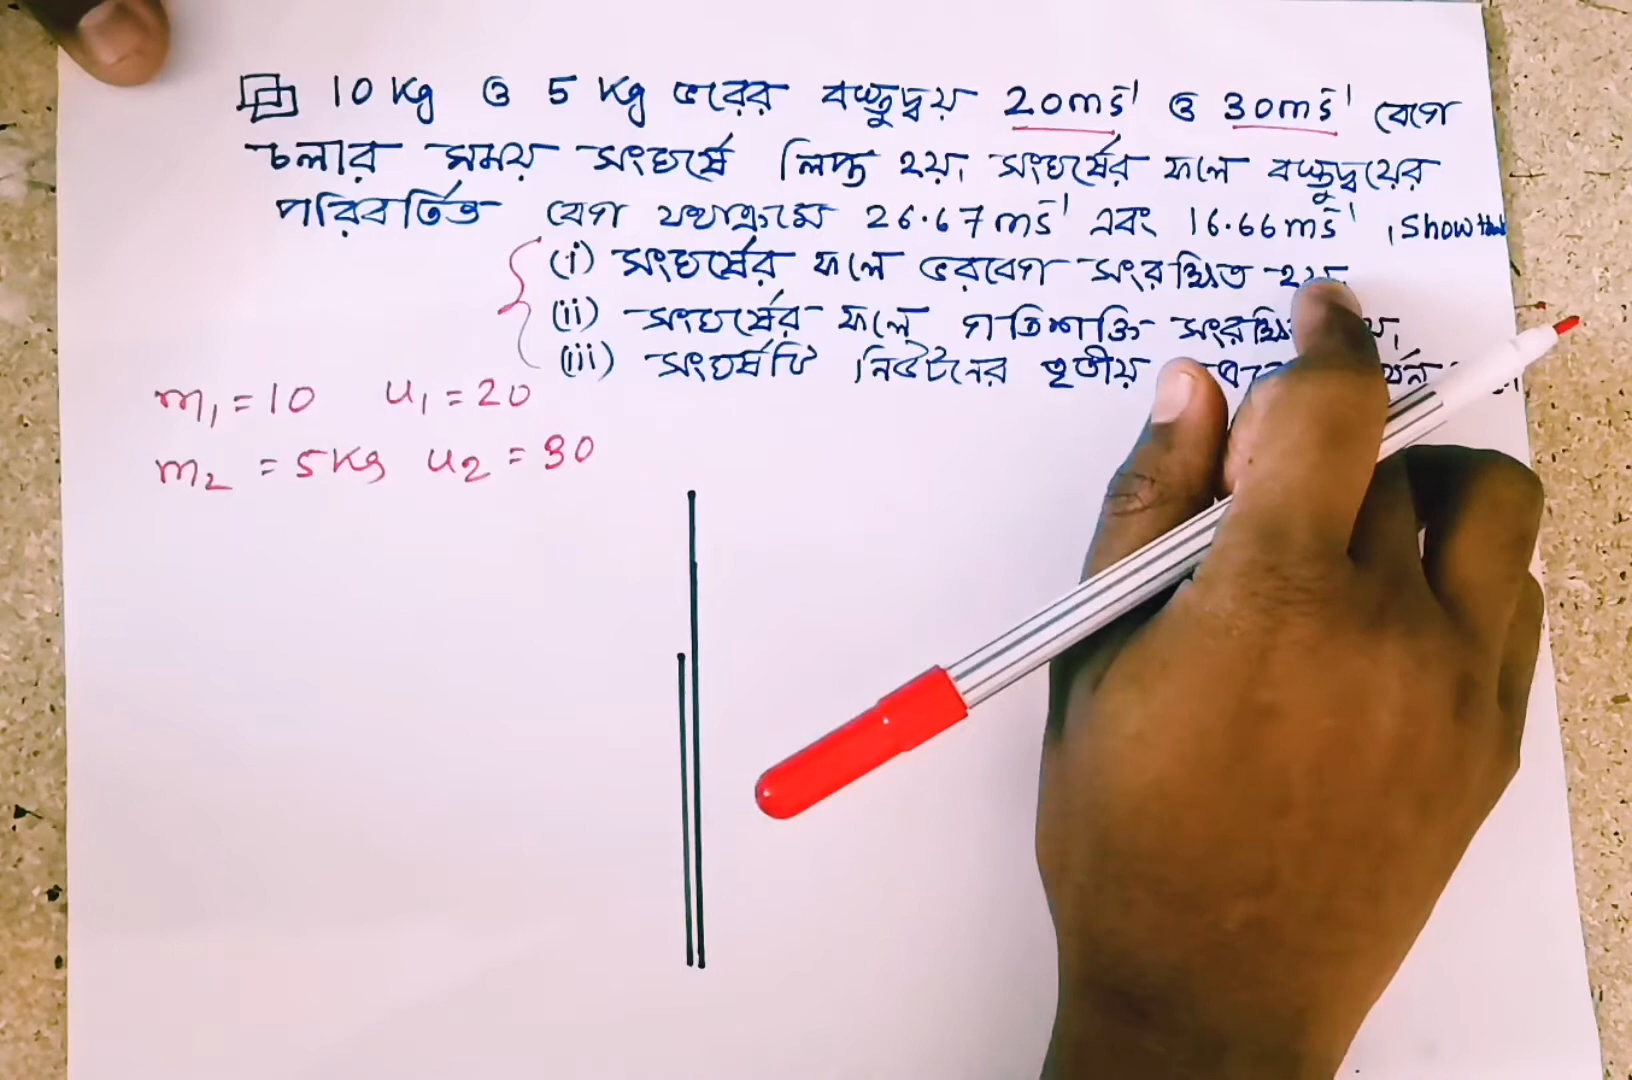 10 kg ও 5 kg ভরের বস্তুদ্বয় 20ms⁻¹ ও 30ms⁻¹ বেগে
চলার সময় সংঘর্ষে লিপ্ত হয়, সংঘর্ষের ফলে বস্তুদ্বয়ের
পরিবর্তিত বেগ যথাক্রমে 26.67ms⁻¹ এবং 16.66ms⁻¹, Show that
(i) সংঘর্ষের ফলে ভরবেগ সংরক্ষিত হয়
(ii) সংঘর্ষের ফলে গতিশক্তি
(iii) সংঘর্ষটি নিউটনের তৃতীয়
m₁ = 10 u₁ = 20
m₂ = 5kg u₂ = 30